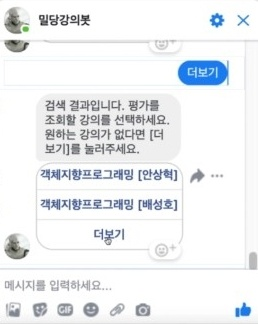 밀당강의봇
더보기
검색 결과입니다. 평가를
조회할 강의를 선택하세요.
원하는 강의가 없다면 [더
보기]를 눌러주세요.
객체지향프로그래밍 [안상혁]
객체지향프로그래밍 [배성호]
더보기
메시지를 입력하세요...
GIF